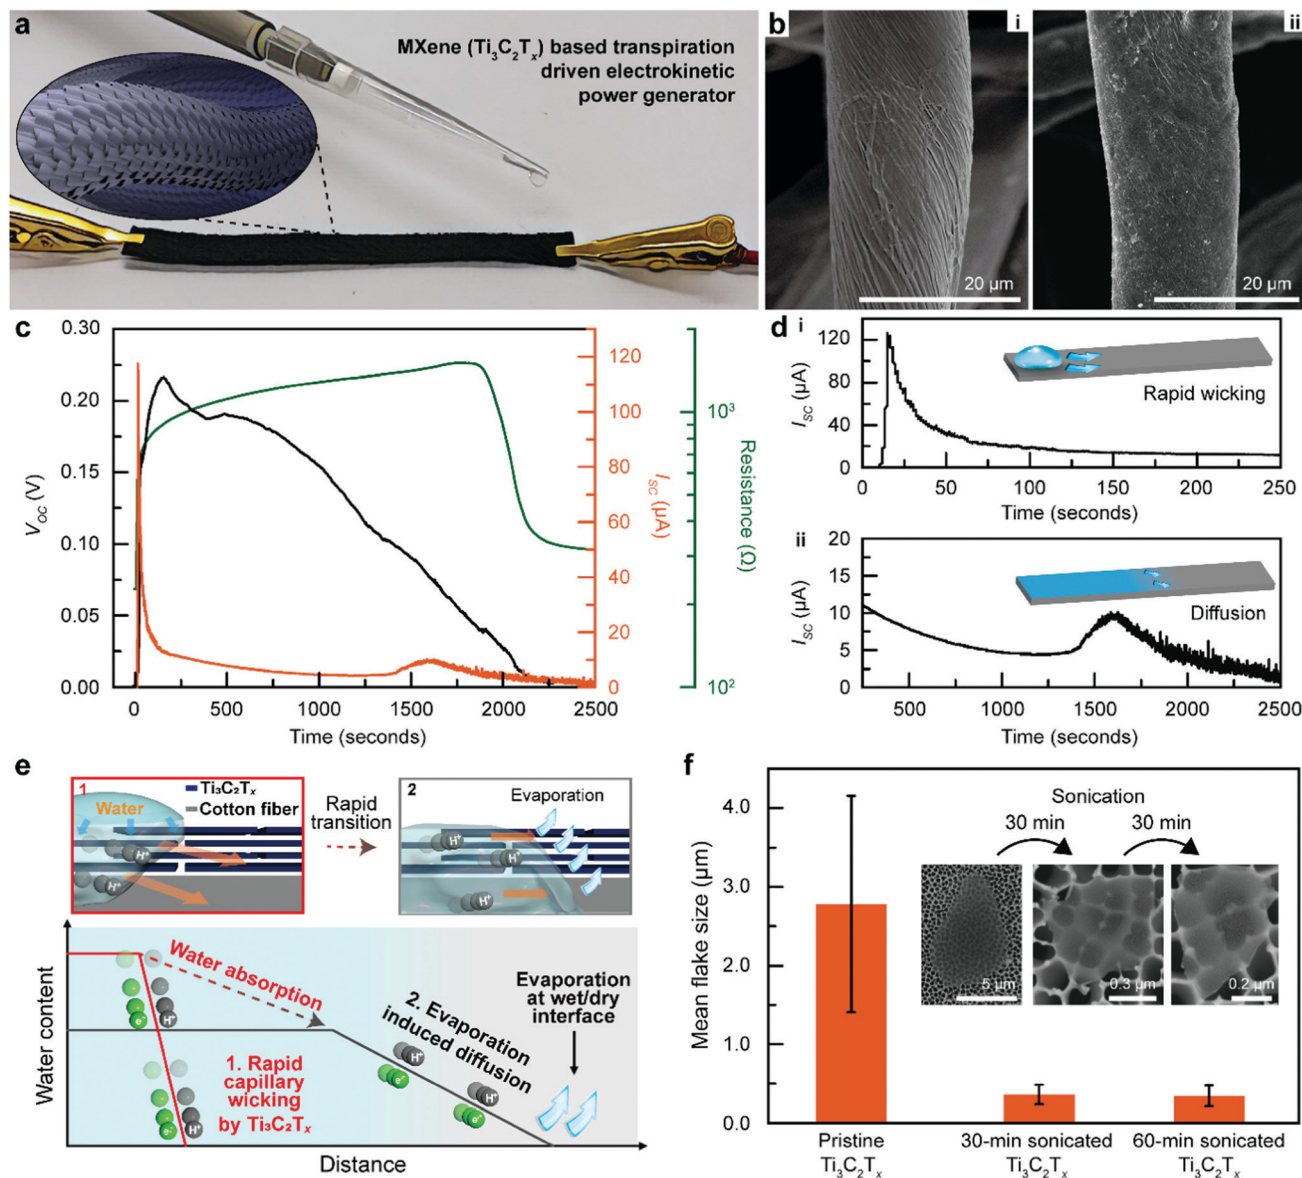 a
MXene (Ti₃C₂Tₓ) based transpiration
driven electrokinetic
power generator
b
i
20 µm
ii
20 µm
c
0.30
0.25
0.20
0.15
0.10
0.05
0.00
V_OC (V)
0
500
1000
1500
2000
2500
Time (seconds)
120
100
80
60
40
20
0
I_SC (µA)
10³
10²
Resistance (Ω)
d
i
120
80
40
0
I_SC (µA)
Rapid wicking
0
50
100
150
200
250
Time (seconds)
ii
20
15
10
5
0
I_SC (µA)
Diffusion
500
1000
1500
2000
2500
Time (seconds)
e
1
Ti₃C₂Tₓ
Cotton fiber
Water
H⁺
H⁺
Rapid
transition
2
Evaporation
H⁺
H⁺
H⁺
Water content
Water absorption
e⁻
H⁺
e⁻
H⁺
1. Rapid
capillary
wicking
by Ti₃C₂Tₓ
2. Evaporation
induced diffusion
H⁺
e⁻
H⁺
e⁻
Evaporation
at wet/dry
interface
Distance
f
4.0
3.0
2.0
1.0
0.0
Mean flake size (µm)
Sonication
30 min
30 min
5 µm
0.3 µm
0.2 µm
Pristine
Ti₃C₂Tₓ
30-min sonicated
Ti₃C₂Tₓ
60-min sonicated
Ti₃C₂Tₓ